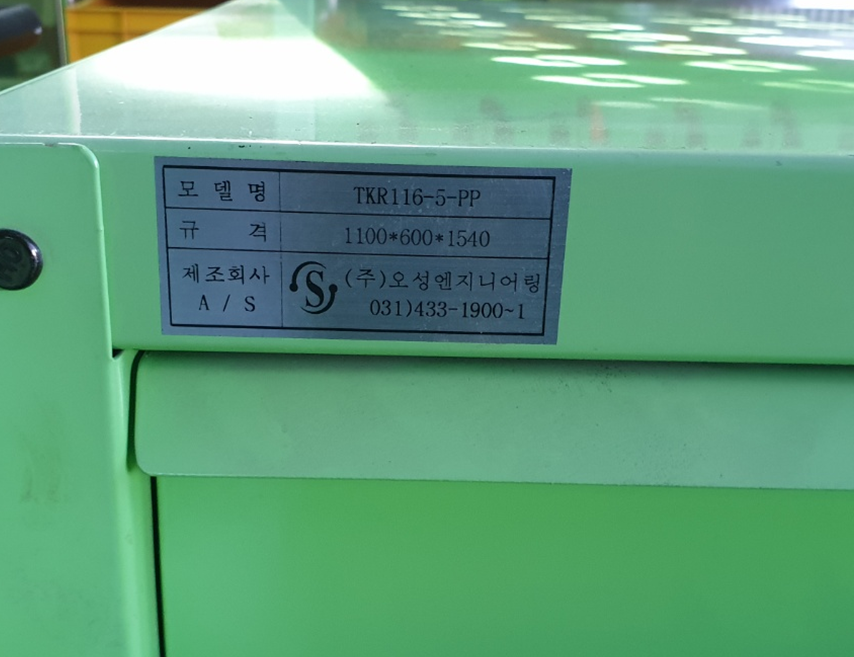 모 델 명 TKR116-5-PP
규 격 1100*600*1540
제조회사 (주)오성엔지니어링
A / S 031)433-1900~1